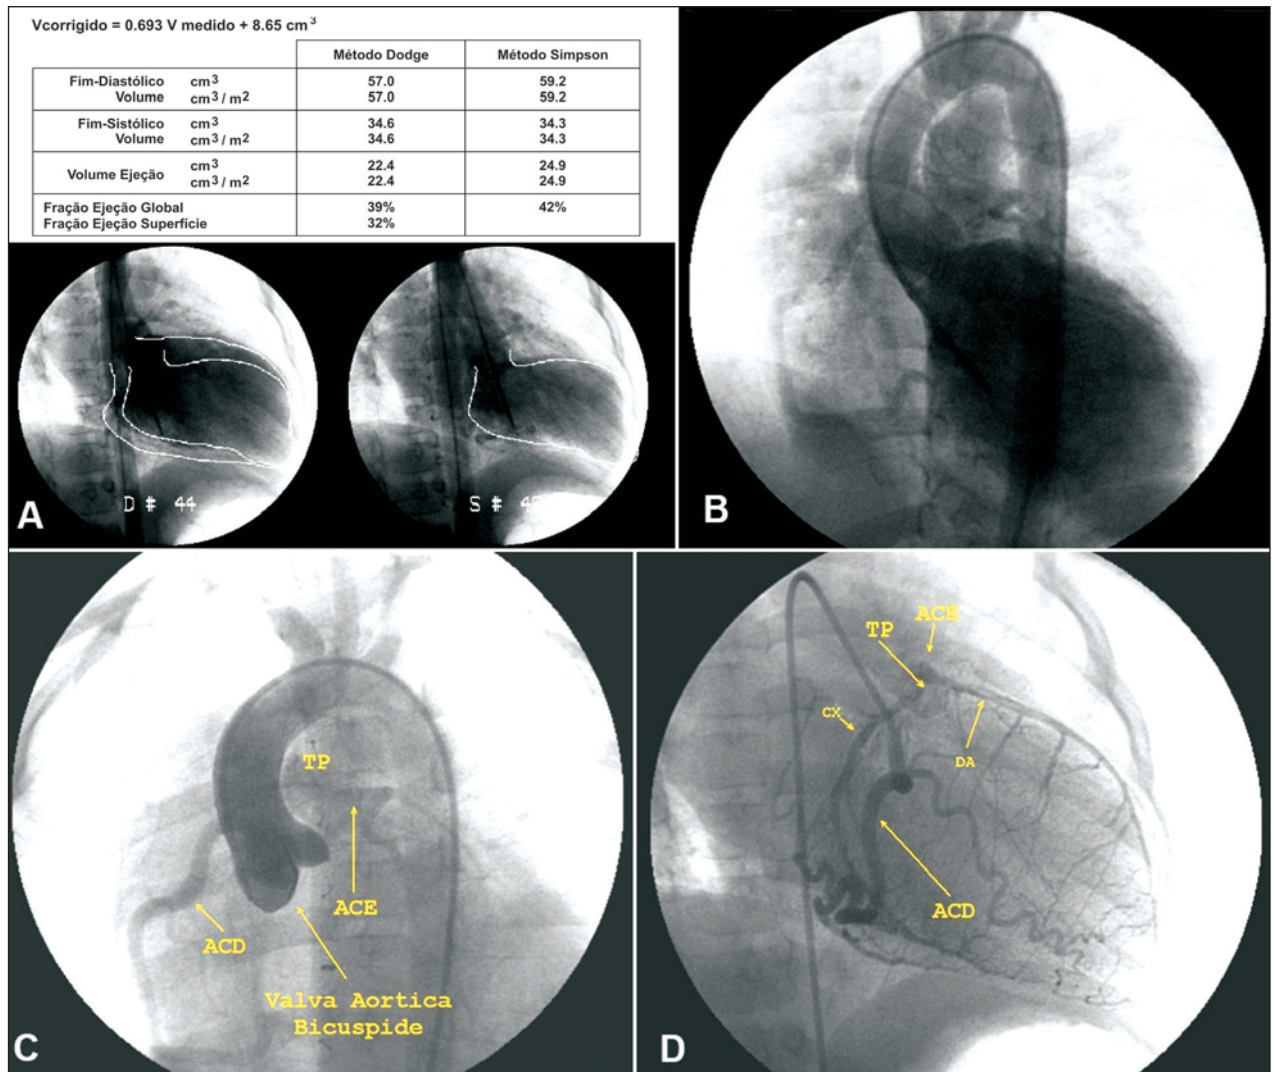 Vcorrigido = 0.693 V medido + 8.65 cm³
Método Dodge Método Simpson
Fim-Diastólico cm³ 57.0 59.2
Volume cm³ / m² 57.0 59.2
Fim-Sistólico cm³ 34.6 34.3
Volume cm³ / m² 34.6 34.3
Volume Ejeção cm³ 22.4 24.9
cm³ / m² 22.4 24.9
Fração Ejeção Global 39% 42%
Fração Ejeção Superfície 32%
D # 44
S #
A
B
TP
ACE
ACD
Valva Aortica
Bicuspide
C
ACE
TP
CX
DA
ACD
D